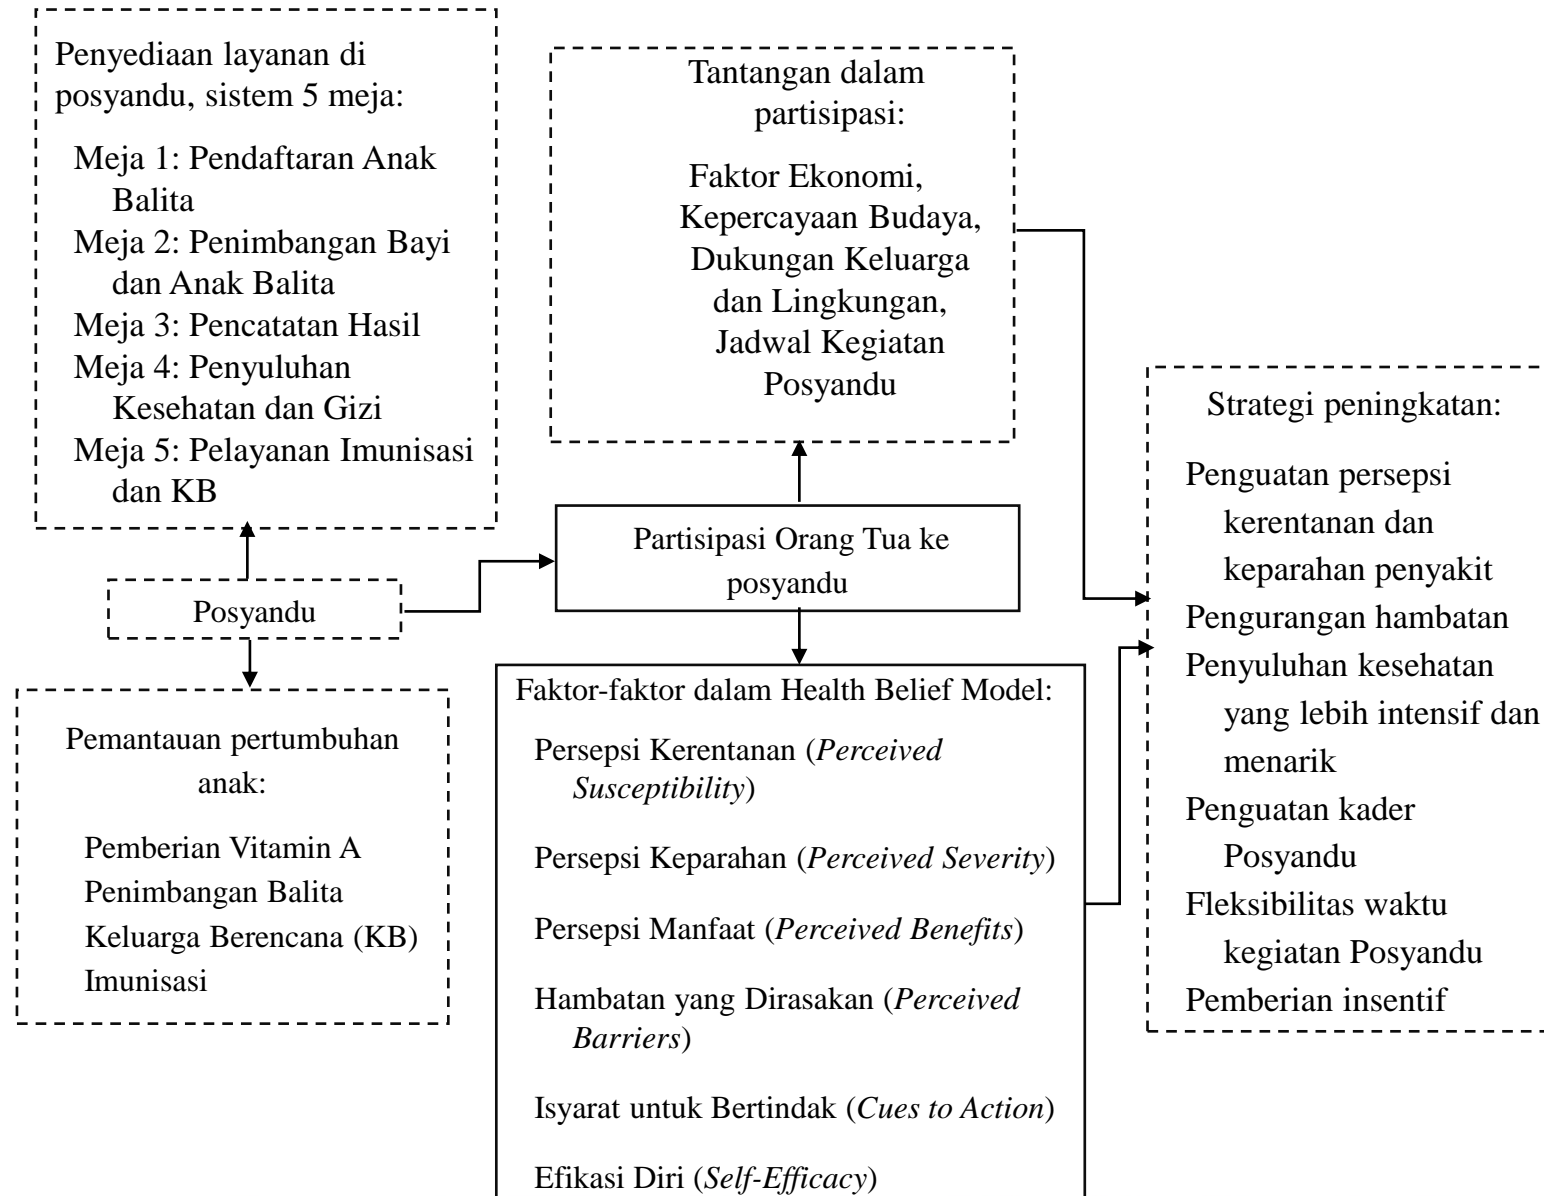 Penyediaan layanan di
posyandu, sistem 5 meja:
Meja 1: Pendaftaran Anak
Balita
Meja 2: Penimbangan Bayi
dan Anak Balita
Meja 3: Pencatatan Hasil
Meja 4: Penyuluhan
Kesehatan dan Gizi
Meja 5: Pelayanan Imunisasi
dan KB
Posyandu
Pemantauan pertumbuhan
anak:
Pemberian Vitamin A
Penimbangan Balita
Keluarga Berencana (KB)
Imunisasi
Tantangan dalam
partisipasi:
Faktor Ekonomi,
Kepercayaan Budaya,
Dukungan Keluarga
dan Lingkungan,
Jadwal Kegiatan
Posyandu
Partisipasi Orang Tua ke
posyandu
Faktor-faktor dalam Health Belief Model:
Persepsi Kerentanan (Perceived
Susceptibility)
Persepsi Keparahan (Perceived Severity)
Persepsi Manfaat (Perceived Benefits)
Hambatan yang Dirasakan (Perceived
Barriers)
Isyarat untuk Bertindak (Cues to Action)
Efikasi Diri (Self-Efficacy)
Strategi peningkatan:
Penguatan persepsi
kerentanan dan
keparahan penyakit
Pengurangan hambatan
Penyuluhan kesehatan
yang lebih intensif dan
menarik
Penguatan kader
Posyandu
Fleksibilitas waktu
kegiatan Posyandu
Pemberian insentif